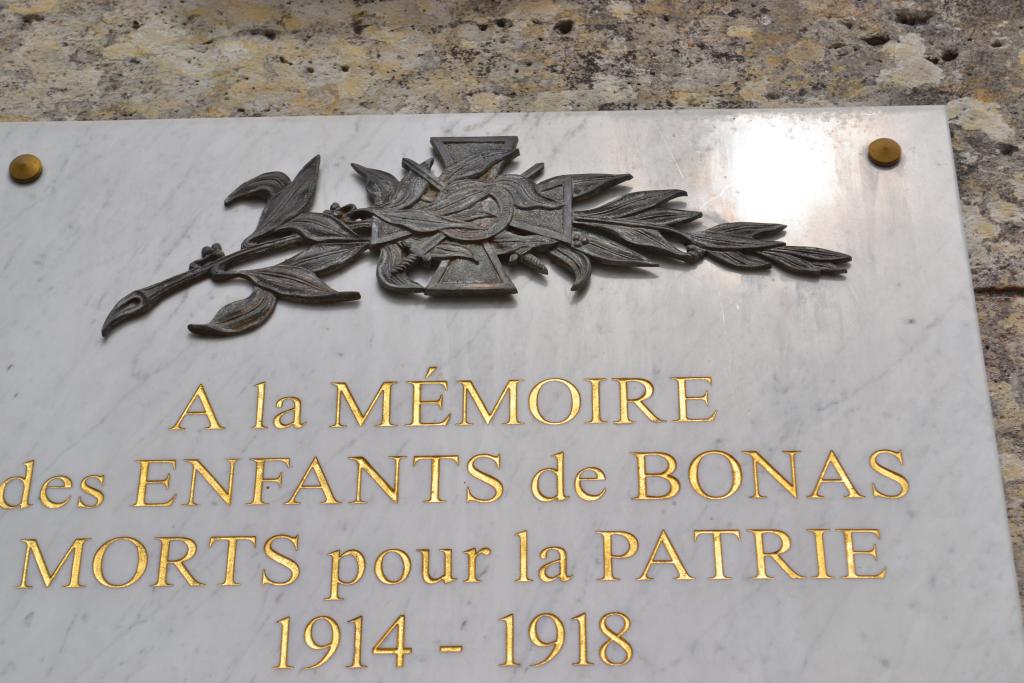 A la MÉMOIRE
des ENFANTS de BONAS
MORTS pour la PATRIE
1914 - 1918